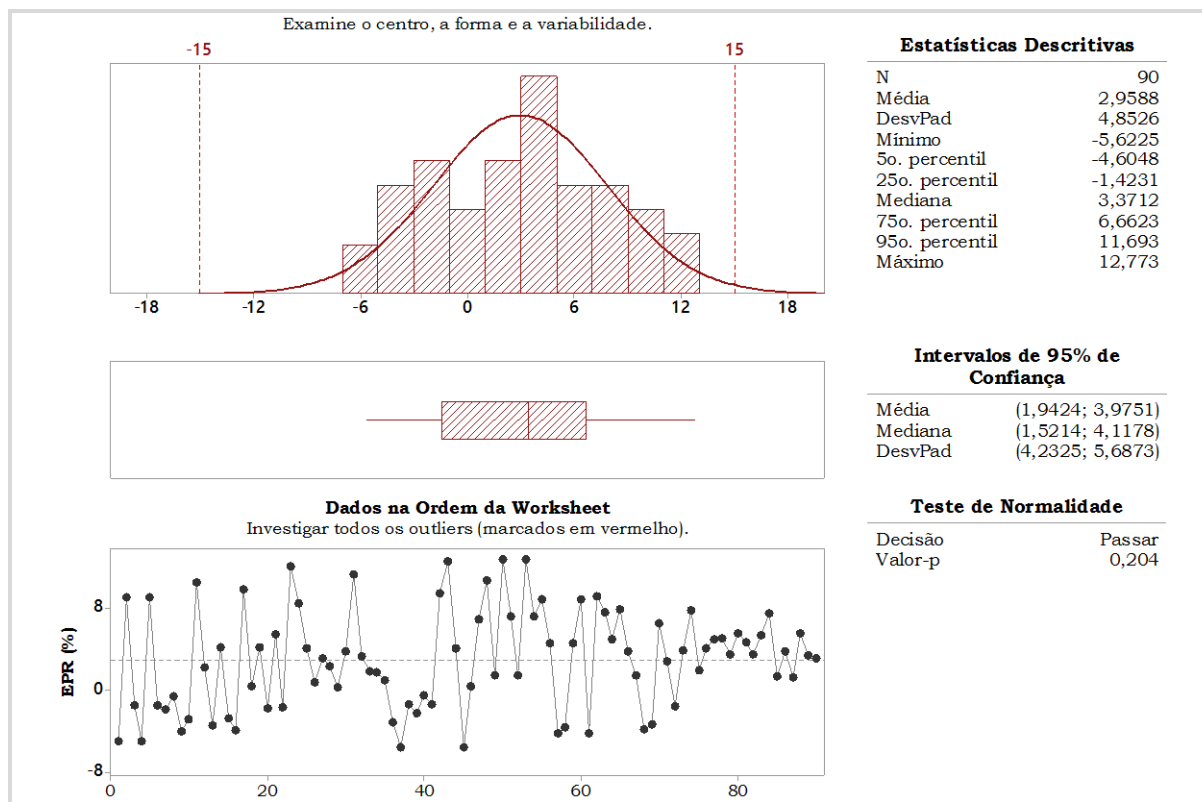 Examine o centro, a forma e a variabilidade.
-15 15
-18 -12 -6 0 6 12 18
Estatísticas Descritivas
N 90
Média 2,9588
DesvPad 4,8526
Mínimo -5,6225
5o. percentil -4,6048
25o. percentil -1,4231
Mediana 3,3712
75o. percentil 6,6623
95o. percentil 11,693
Máximo 12,773
Intervalos de 95% de
Confiança
Média (1,9424; 3,9751)
Mediana (1,5214; 4,1178)
DesvPad (4,2325; 5,6873)
Dados na Ordem da Worksheet
Investigar todos os outliers (marcados em vermelho).
EPR (%)
8
0
-8
0 20 40 60 80
Teste de Normalidade
Decisão Passar
Valor-p 0,204